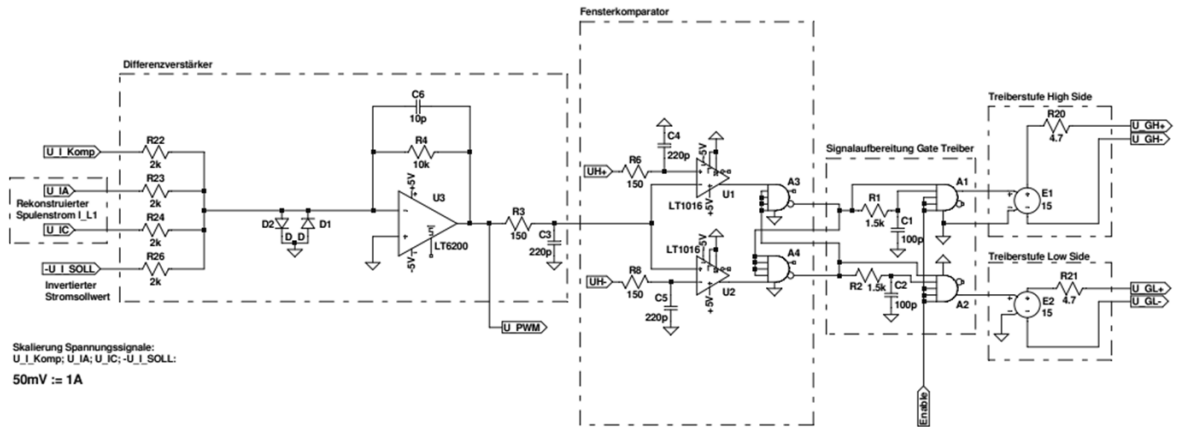 Fensterkomparator
Differenzverstärker
C6
10p
R4
10k
U_I_Komp
R22
2k
U_IA
R23
2k
Rekonstruierter
Spulenstrom I_L1
U_IC
R24
2k
-U_I_SOLL
R26
2k
Invertierter
Stromsollwert
D2
D
D
D1
+5V
U3
LT6200
-5V
R3
150
C3
220p
U_PWM
UH+
R6
150
C4
220p
-5V
U1
LT1016
+5V
UH-
R8
150
C5
220p
LT1016
-5V
U2
+5V
A3
A4
Signalaufbereitung Gate Treiber
R1
1.5k
C1
100p
A1
R2
1.5k
C2
100p
A2
Enable
Treiberstufe High Side
R20
4.7
E1
15
U_GH+
U_GH-
Treiberstufe Low Side
R21
4.7
E2
15
U_GL+
U_GL-
Skalierung Spannungssignale:
U_I_Komp; U_IA; U_IC; -U_I_SOLL:
50mV := 1A